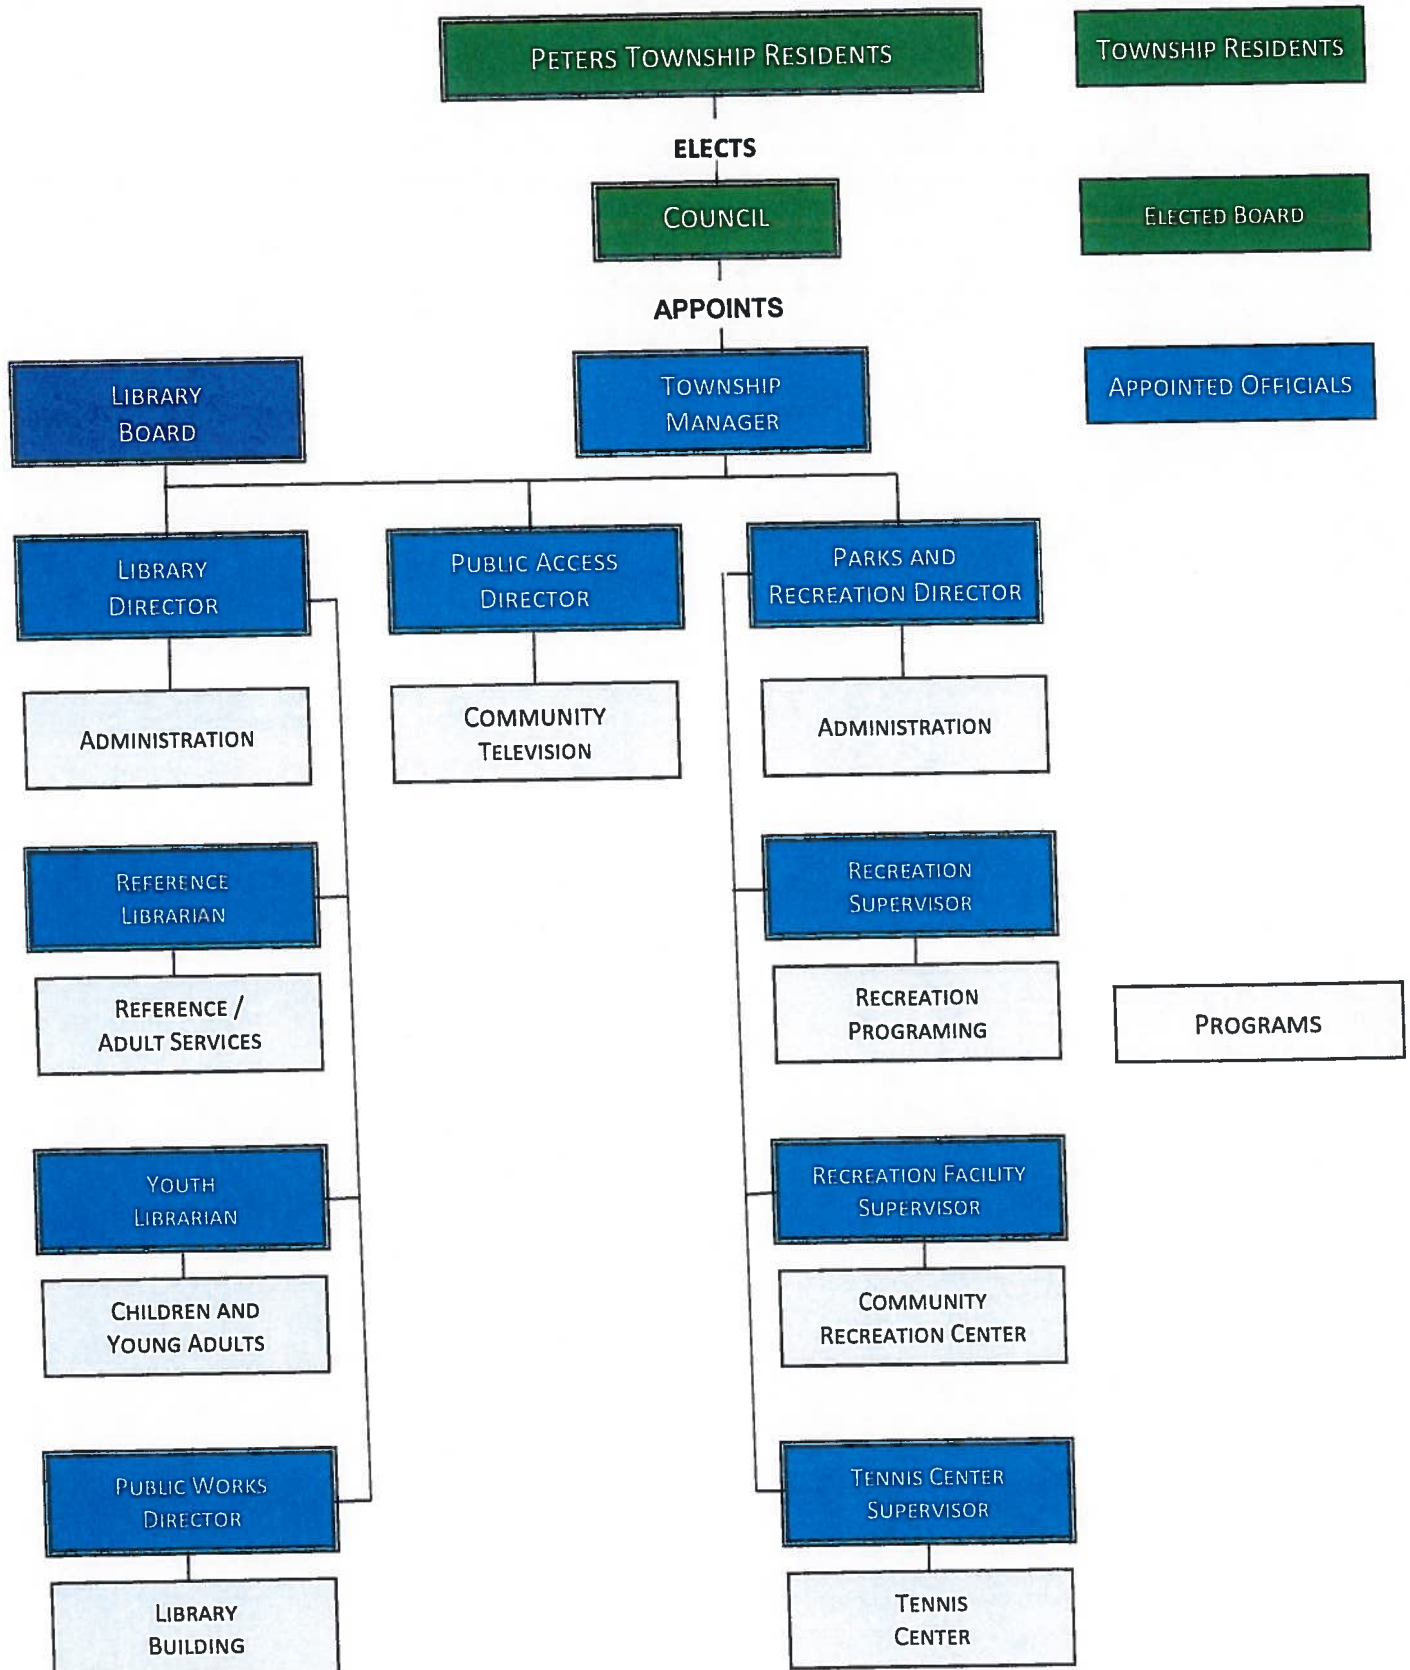 PETERS TOWNSHIP RESIDENTS
TOWNSHIP RESIDENTS
ELECTS
COUNCIL
ELECTED BOARD
APPOINTS
LIBRARY
BOARD
TOWNSHIP
MANAGER
APPOINTED OFFICIALS
LIBRARY
DIRECTOR
PUBLIC ACCESS
DIRECTOR
PARKS AND
RECREATION DIRECTOR
ADMINISTRATION
COMMUNITY
TELEVISION
ADMINISTRATION
REFERENCE
LIBRARIAN
RECREATION
SUPERVISOR
REFERENCE /
ADULT SERVICES
RECREATION
PROGRAMING
PROGRAMS
YOUTH
LIBRARIAN
RECREATION FACILITY
SUPERVISOR
CHILDREN AND
YOUNG ADULTS
COMMUNITY
RECREATION CENTER
PUBLIC WORKS
DIRECTOR
TENNIS CENTER
SUPERVISOR
LIBRARY
BUILDING
TENNIS
CENTER